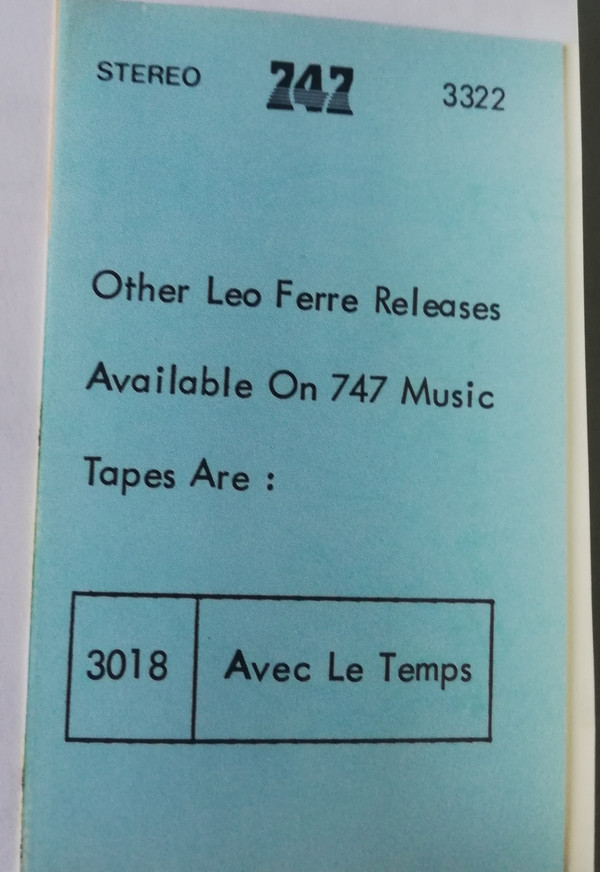 STEREO 747 3322
Other Leo Ferre Releases
Available On 747 Music
Tapes Are :
3018 Avec Le Temps